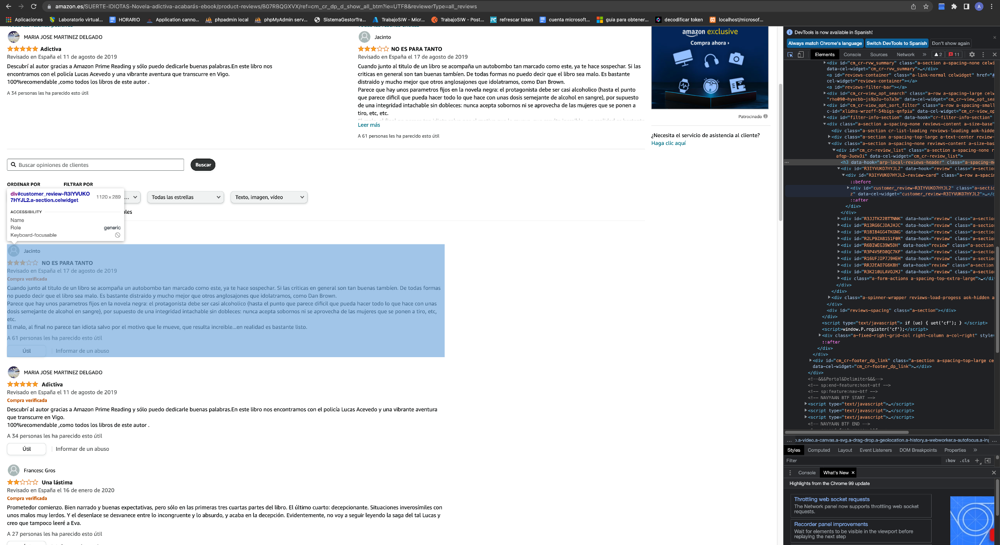 amazon.es/SUERTE-IDIOTAS-Novela-adictiva-acabarás-ebook/product-reviews/B07RBQGXVX/ref=cm_cr_dp_d_show_all_btm?ie=UTF8&reviewerType=all_reviews
A
Aplicaciones
Laboratorio virtual...
HORARIO
Application canno...
phpadmin local
phpMyAdmin serv...
SistemaGestorTra...
TrabajoSIW - Micr...
TrabajoSIW - Post...
refrescar token
cuenta microsoft...
guia para obtener...
decodificar token
localhost/microsof...
MARIA JOSE MARTINEZ DELGADO
Adictiva
Revisado en España el 11 de agosto de 2019
Descubrí al autor gracias a Amazon Prime Reading y sólo puedo dedicarle buenas palabras.En este libro nos
encontramos con el policía Lucas Acevedo y una vibrante aventura que transcurre en Vigo.
100%recomendable ,como todos los libros de este autor .
A 34 personas les ha parecido esto útil
Jacinto
NO ES PARA TANTO
Revisado en España el 17 de agosto de 2019
Cuando junto al titulo de un libro se acompaña un autobombo tan marcado como este, ya te hace sospechar. Si las
criticas en general son tan buenas tambíen. De todas formas no puedo decir que el libro sea malo. Es bastante
distraido y mucho mejor que otros anglosajones que idolatramos, como Dan Brown.
Parece que hay unos parametros fijos en la novela negra: el protagonista debe ser casi alcoholico (hasta el punto
que parece dificil que pueda hacer todo lo que hace con unas dosis semejante de alcohol en sangre), por supuesto
de una integridad intachable sin dobleces: nunca acepta sobornos ni se aprovecha de las mujeres que se ponen a
tiro, etc, etc.
Leer más
A 61 personas les ha parecido esto útil
amazon exclusive
Compra ahora
Patrocinado
¿Necesita el servicio de asistencia al cliente?
Haga clic aquí
Buscar opiniones de clientes
Buscar
ORDENAR POR
FILTRAR POR
... Todas las estrellas
Texto, imagen, vídeo
ales
div#customer_review-R3IYVUKO
7HYJL2.a-section.celwidget
1120 × 289
ACCESSIBILITY
Name
Role
generic
Keyboard-focusable
Jacinto
NO ES PARA TANTO
Revisado en España el 17 de agosto de 2019
Compra verificada
Cuando junto al titulo de un libro se acompaña un autobombo tan marcado como este, ya te hace sospechar. Si las criticas en general son tan buenas tambíen. De todas formas
no puedo decir que el libro sea malo. Es bastante distraido y mucho mejor que otros anglosajones que idolatramos, como Dan Brown.
Parece que hay unos parametros fijos en la novela negra: el protagonista debe ser casi alcoholico (hasta el punto que parece dificil que pueda hacer todo lo que hace con unas
dosis semejante de alcohol en sangre), por supuesto de una integridad intachable sin dobleces: nunca acepta sobornos ni se aprovecha de las mujeres que se ponen a tiro, etc,
etc.
El malo, al final no parece tan idiota salvo por el motivo que le mueve, que resulta increible...en realidad es bastante listo.
A 61 personas les ha parecido esto útil
Útil
Informar de un abuso
MARIA JOSE MARTINEZ DELGADO
Adictiva
Revisado en España el 11 de agosto de 2019
Compra verificada
Descubrí al autor gracias a Amazon Prime Reading y sólo puedo dedicarle buenas palabras.En este libro nos encontramos con el policía Lucas Acevedo y una vibrante aventura
que transcurre en Vigo.
100%recomendable ,como todos los libros de este autor .
A 34 personas les ha parecido esto útil
Útil
Informar de un abuso
Francesc Gros
Una lástima
Revisado en España el 16 de enero de 2020
Compra verificada
Prometedor comienzo. Bien narrado y buenas expectativas, pero sólo en las primeras tres cuartas partes del libro. El último cuarto: decepcionante. Situaciones inverosímiles con
unos malos muy lerdos. Y el desenlace se desvanece entre lo incongruente y lo absurdo, y acaba en la decepción. Evidentemente, no voy a seguir leyendo la saga del tal Lucas y
creo que tampoco leeré a Eva.
A 27 personas les ha parecido esto útil
DevTools is now available in Spanish!
Always match Chrome's language
Switch DevTools to Spanish
Don't show again
Elements
Console
Sources
Network
»
2
11
<div id="cm_cr-rvw_summary" class="a-section a-spacing-none celwi
data-cel-widget="cm_cr-rvw_summary">…</div>
<a id="reviews-container" class="a-link-normal celwidget" href="#
cel-widget="reviews-container"></a>
<a id="reviews-filter-bar"></a>
<div id="cm_cr-view_opt_search" class="a-row a-spacing-large celw
"rho090-hyxcbb-js9p2u-to7a3e" data-cel-widget="cm_cr-view_opt_sea
<div id="cm_cr-view_opt_sort_filter" class="a-row a-spacing-small
c-id="xlidns-wrzeff-54bigs-qnfpiu" data-cel-widget="cm_cr-view_op
<div id="filter-info-section" data-hook="cr-filter-info-section"
<div class="a-section a-spacing-none reviews-content a-size-base"
<div class="a-section cr-list-loading reviews-loading aok-hidde
<div class="a-section a-spacing-top-large a-text-center review-
<div class="a-section a-spacing-none reviews-content a-size-bas
<div id="cm_cr-review_list" class="a-section a-spacing-none r
afqp-3uew3i" data-cel-widget="cm_cr-review_list">
<h3 data-hook="arp-local-reviews-header" class="a-spacing-m
<div id="R3IYVUKO7HYJL2" data-hook="review" class="a-sectio
<div id="R3IYVUKO7HYJL2-review-card" class="a-row a-spacin
::before
<div id="customer_review-R3IYVUKO7HYJL2" class="a-sectio
z" data-cel-widget="customer_review-R3IYVUKO7HYJL2">…</
::after
</div>
</div>
<div id="R3JJTK22BTTNNK" data-hook="review" class="a-sectio
<div id="R13RG6CJDAJHJC" data-hook="review" class="a-sectio
<div id="R18I84GG4TKGNG" data-hook="review" class="a-sectio
<div id="R2LP9ZAB151F0R" data-hook="review" class="a-sectio
<div id="R6BIWEG39W5DH" data-hook="review" class="a-section
<div id="R3P4V5ED0QC7KF" data-hook="review" class="a-sectio
<div id="R16UFJIP7J9HEH" data-hook="review" class="a-sectio
<div id="RRJ2EAO7G6K8H" data-hook="review" class="a-section
<div id="R3K210ULAVOJMJ" data-hook="review" class="a-section
<div class="a-form-actions a-spacing-top-extra-large">…</di
</div>
</div>
<div class="a-spinner-wrapper reviews-load-progess aok-hidden a
</div>
<div id="reviews-spacing" class="a-section"></div>
</div>
<script type="text/javascript"> if (ue) { uet('cf'); } </script>
<script>window.P.register('cf');</script>
<div class="a-fixed-right-grid-col right-column a-col-right" style=
::after
</div>
</div>
<div id="cm_cr-footer_dp_link" class="a-section a-spacing-top-large ce
data-cel-widget="cm_cr-footer_dp_link">…</div>
</div>
<!--&&&Portal&Delimiter&&&-->
<!-- sp:end-feature:host-atf -->
<!-- sp:feature:nav-btf -->
<!-- NAVYAAN BTF START -->
<script type="text/javascript">…</script>
<script type="text/javascript">…</script>
<script type="text/javascript">…</script>
<!-- NAVYAAN BTF END -->
... o.a-video.a-canvas.a-svg.a-drag-drop.a-geolocation.a-history.a-webworker.a-autofocus.a-inp ...
Styles
Computed
Layout
Event Listeners
DOM Breakpoints
Properties
»
Filter
:hov
.cls
+
Console
What's New ×
Highlights from the Chrome 99 update
Throttling web socket requests
The Network panel now supports throttling web socket
requests.
Recorder panel improvements
Wait for elements to be visible in the viewport before
replaying the next step